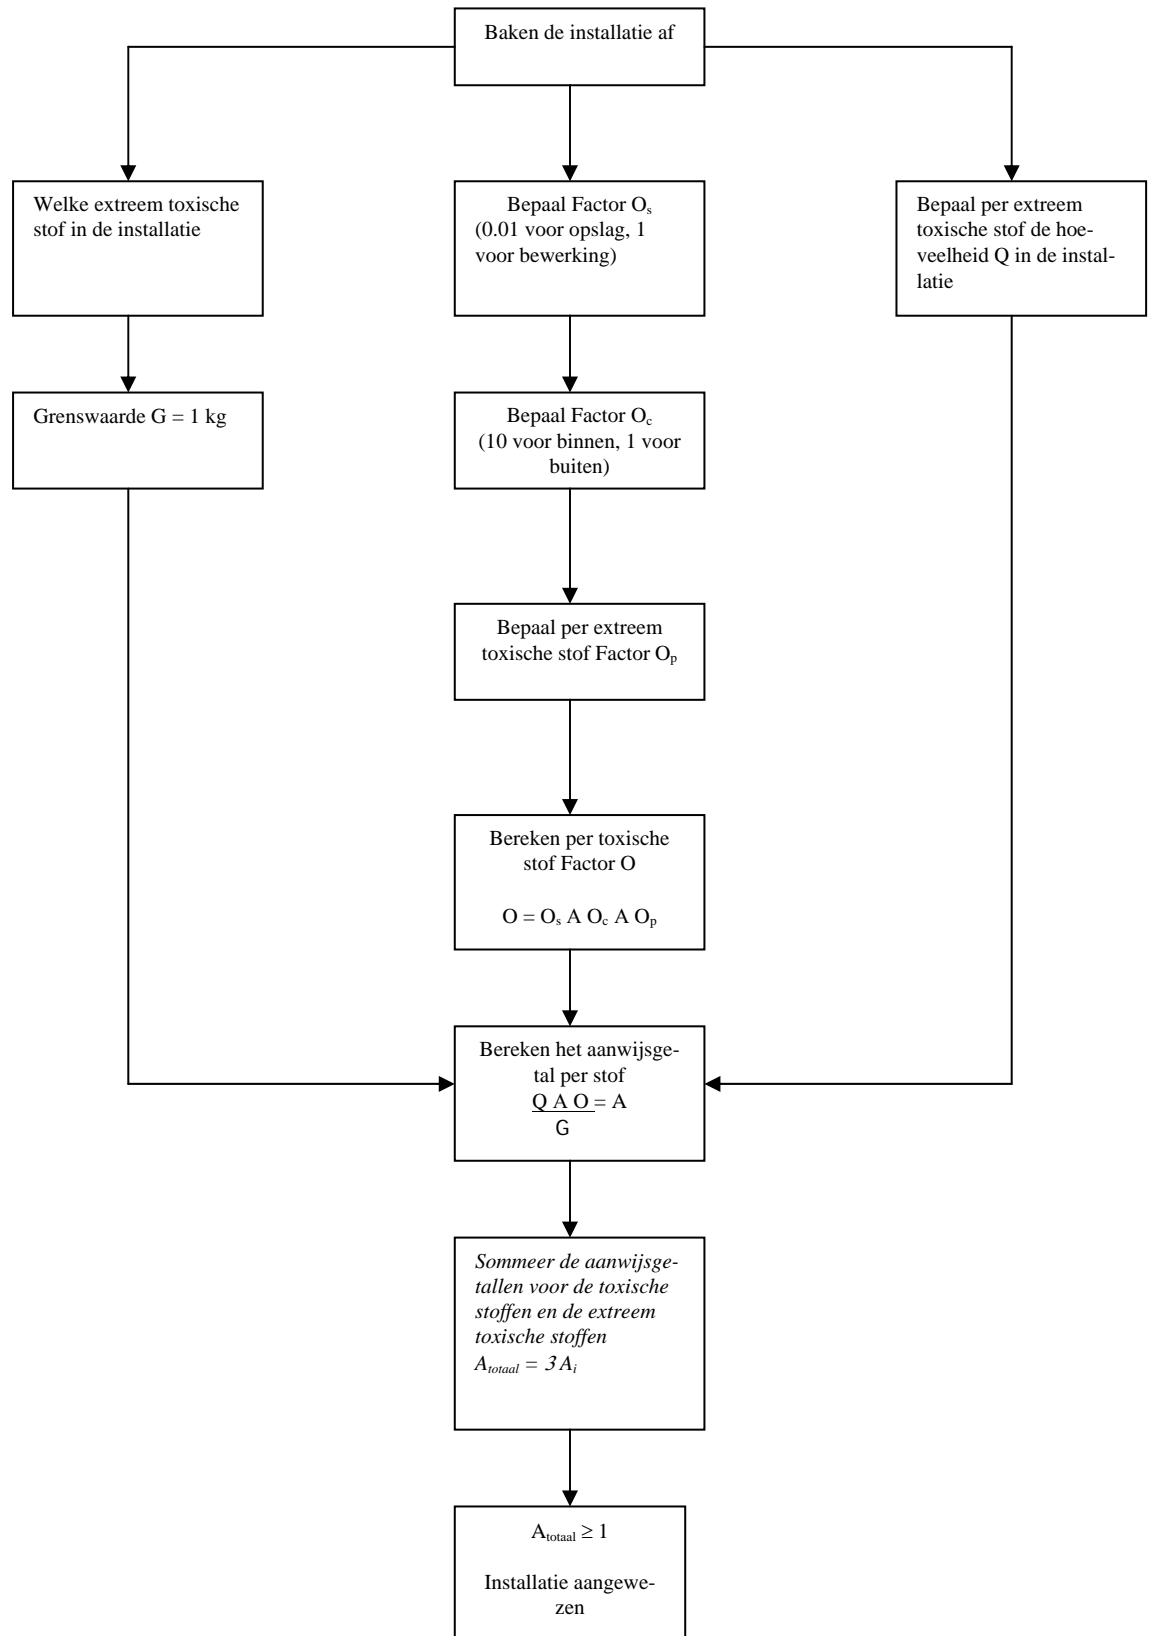 Baken de installatie af
Welke extreem toxische
stof in de installatie
Bepaal Factor Os
(0.01 voor opslag, 1
voor bewerking)
Bepaal per extreem
toxische stof de hoe-
veelheid Q in de instal-
latie
Grenswaarde G = 1 kg
Bepaal Factor Oc
(10 voor binnen, 1 voor
buiten)
Bepaal per extreem
toxische stof Factor Op
Bereken per toxische
stof Factor O
O = Os A Oc A Op
Bereken het aanwijsge-
tal per stof
Q A O = A
G
Sommeer de aanwijsge-
tallen voor de toxische
stoffen en de extreem
toxische stoffen
Atotaal = 3 Ai
Atotaal ≥ 1
Installatie aangewe-
zen